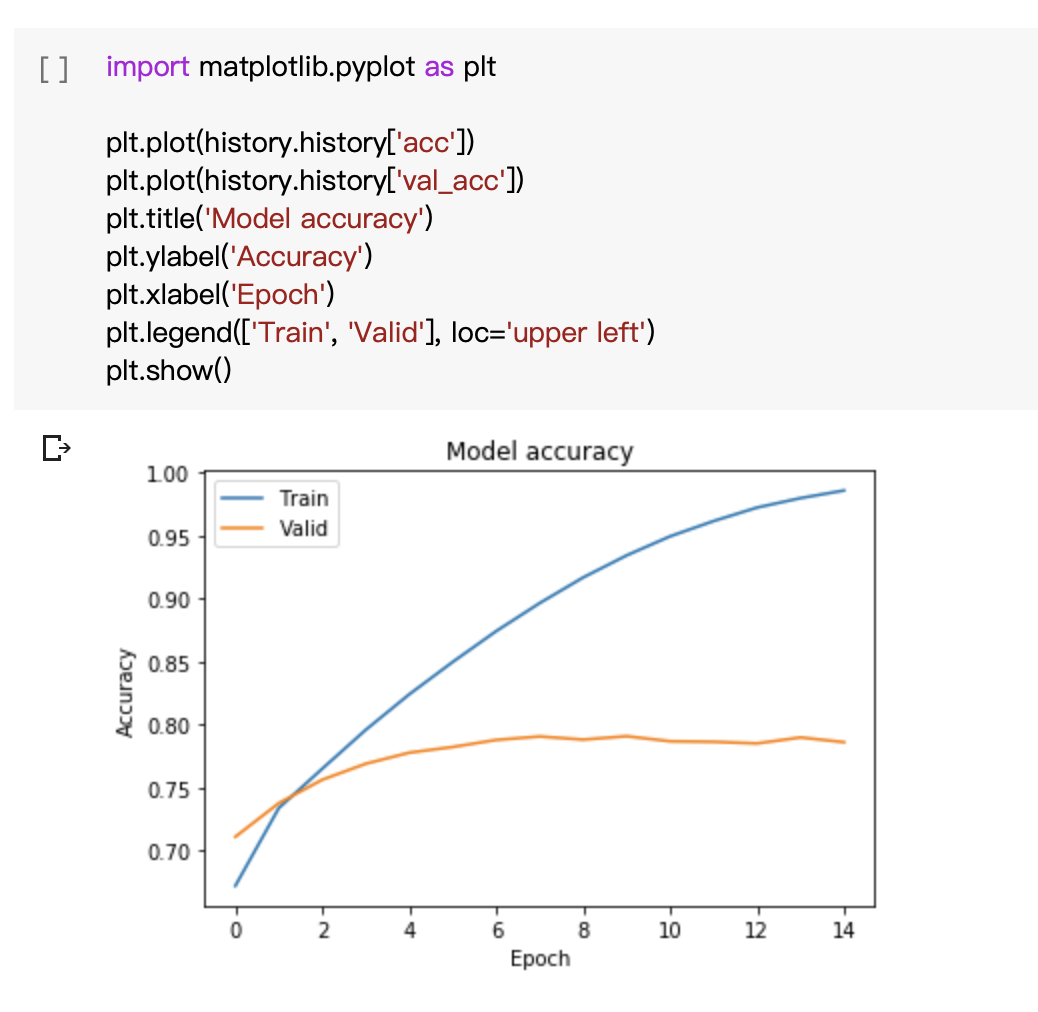 [ ] import matplotlib.pyplot as plt
plt.plot(history.history['acc'])
plt.plot(history.history['val_acc'])
plt.title('Model accuracy')
plt.ylabel('Accuracy')
plt.xlabel('Epoch')
plt.legend(['Train', 'Valid'], loc='upper left')
plt.show()
Model accuracy
1.00
0.95
0.90
0.85
0.80
0.75
0.70
Accuracy
Train
Valid
0 2 4 6 8 10 12 14
Epoch